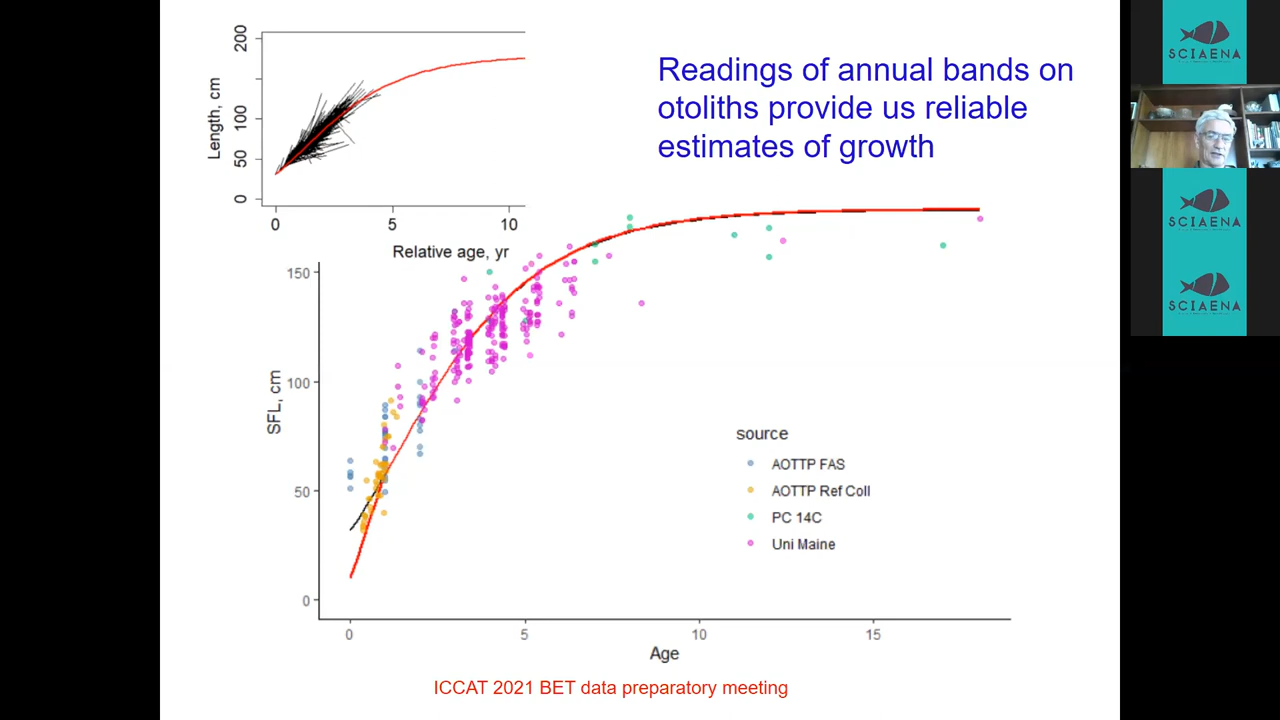 200
100
50
0
Length, cm
0
5
10
Relative age, yr
Readings of annual bands on
otoliths provide us reliable
estimates of growth
150
100
50
0
SFL, cm
0
5
10
15
Age
source
AOTTP FAS
AOTTP Ref Coll
PC 14C
Uni Maine
ICCAT 2021 BET data preparatory meeting
SCIAENA
SCIAENA
SCIAENA